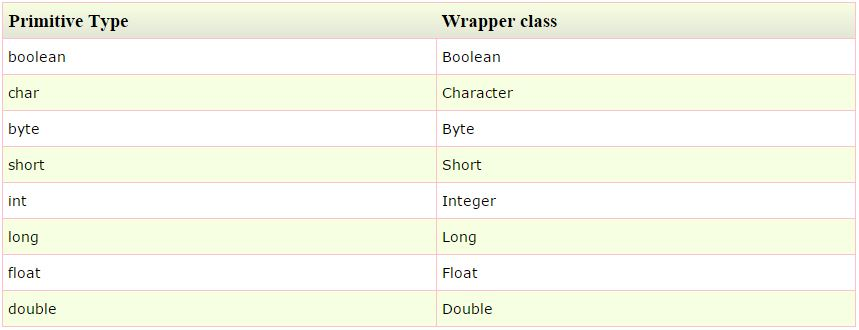 Primitive Type Wrapper class
boolean Boolean
char Character
byte Byte
short Short
int Integer
long Long
float Float
double Double